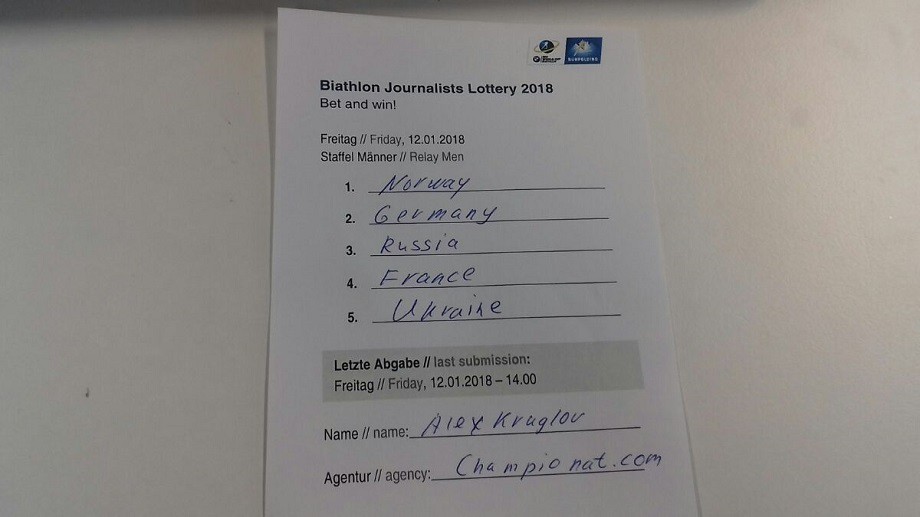 RUHPOLDING
Biathlon Journalists Lottery 2018
Bet and win!
Freitag // Friday, 12.01.2018
Staffel Männer // Relay Men
1. Norway
2. Germany
3. Russia
4. France
5. Ukraine
Letzte Abgabe // last submission:
Freitag // Friday, 12.01.2018 – 14.00
Name // name: Alex Kruglov
Agentur // agency: Championat.com